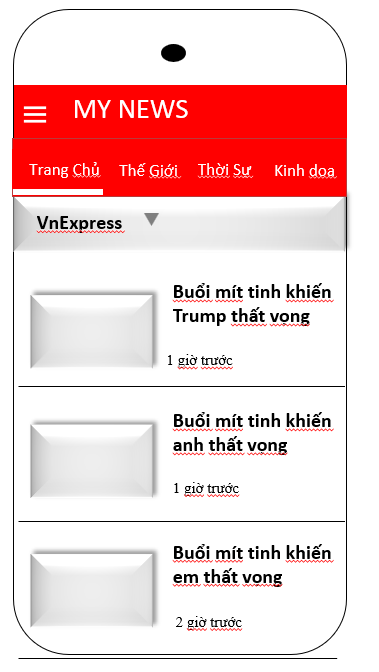 MY NEWS
Trang Chủ Thế Giới Thời Sự Kinh doa
VnExpress
Buổi mít tinh khiến
Trump thất vọng
1 giờ trước
Buổi mít tinh khiến
anh thất vọng
1 giờ trước
Buổi mít tinh khiến
em thất vọng
2 giờ trước